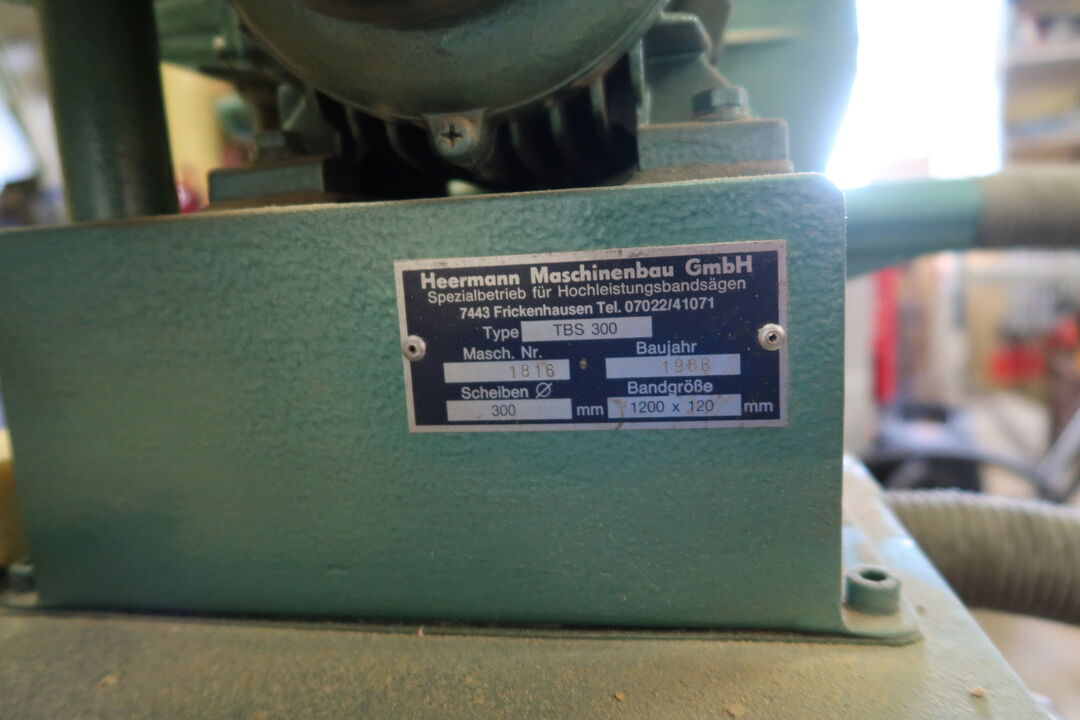 Heermann Maschinenbau GmbH
Spezialbetrieb für Hochleistungsbandsägen
7443 Frickenhausen Tel. 07022/41071
Type TBS 300
Masch. Nr. Baujahr
1816 1986
Scheiben Ø Bandgröße
300 mm 1200 x 120 mm